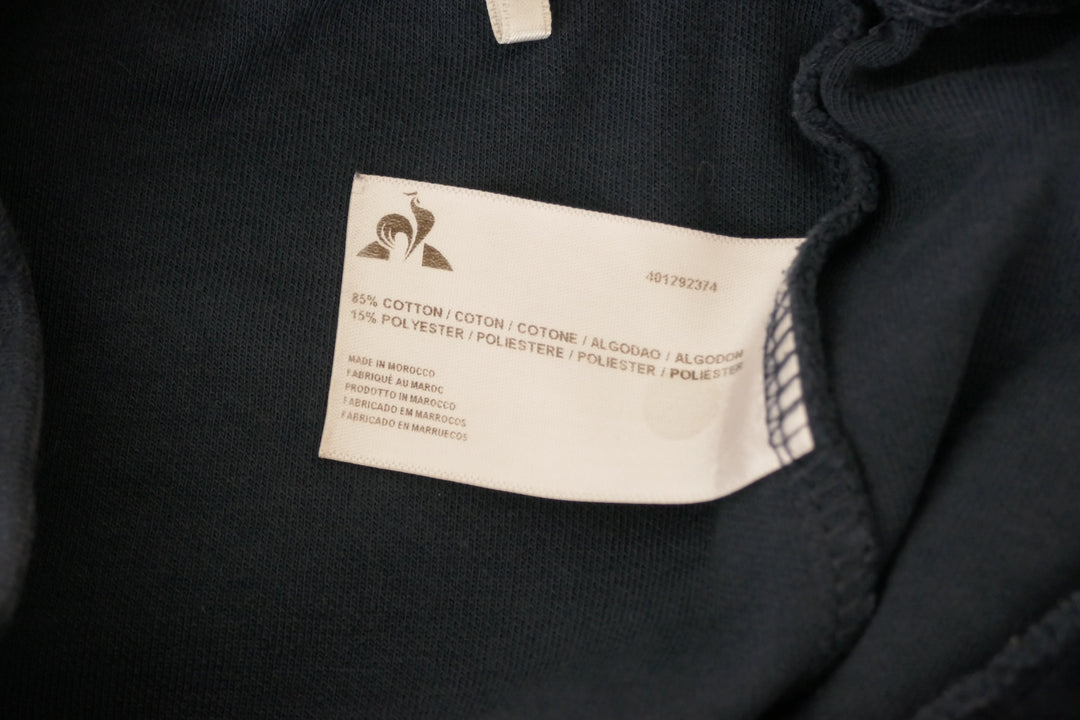 401292374
85% COTTON / COTON / COTONE / ALGODAO / ALGODON
15% POLYESTER / POLIESTERE / POLIESTER / POLIESTER
MADE IN MOROCCO
FABRIQUÉ AU MAROC
PRODOTTO IN MAROCCO
FABRICADO EM MARROCOS
FABRICADO EN MARRUECOS